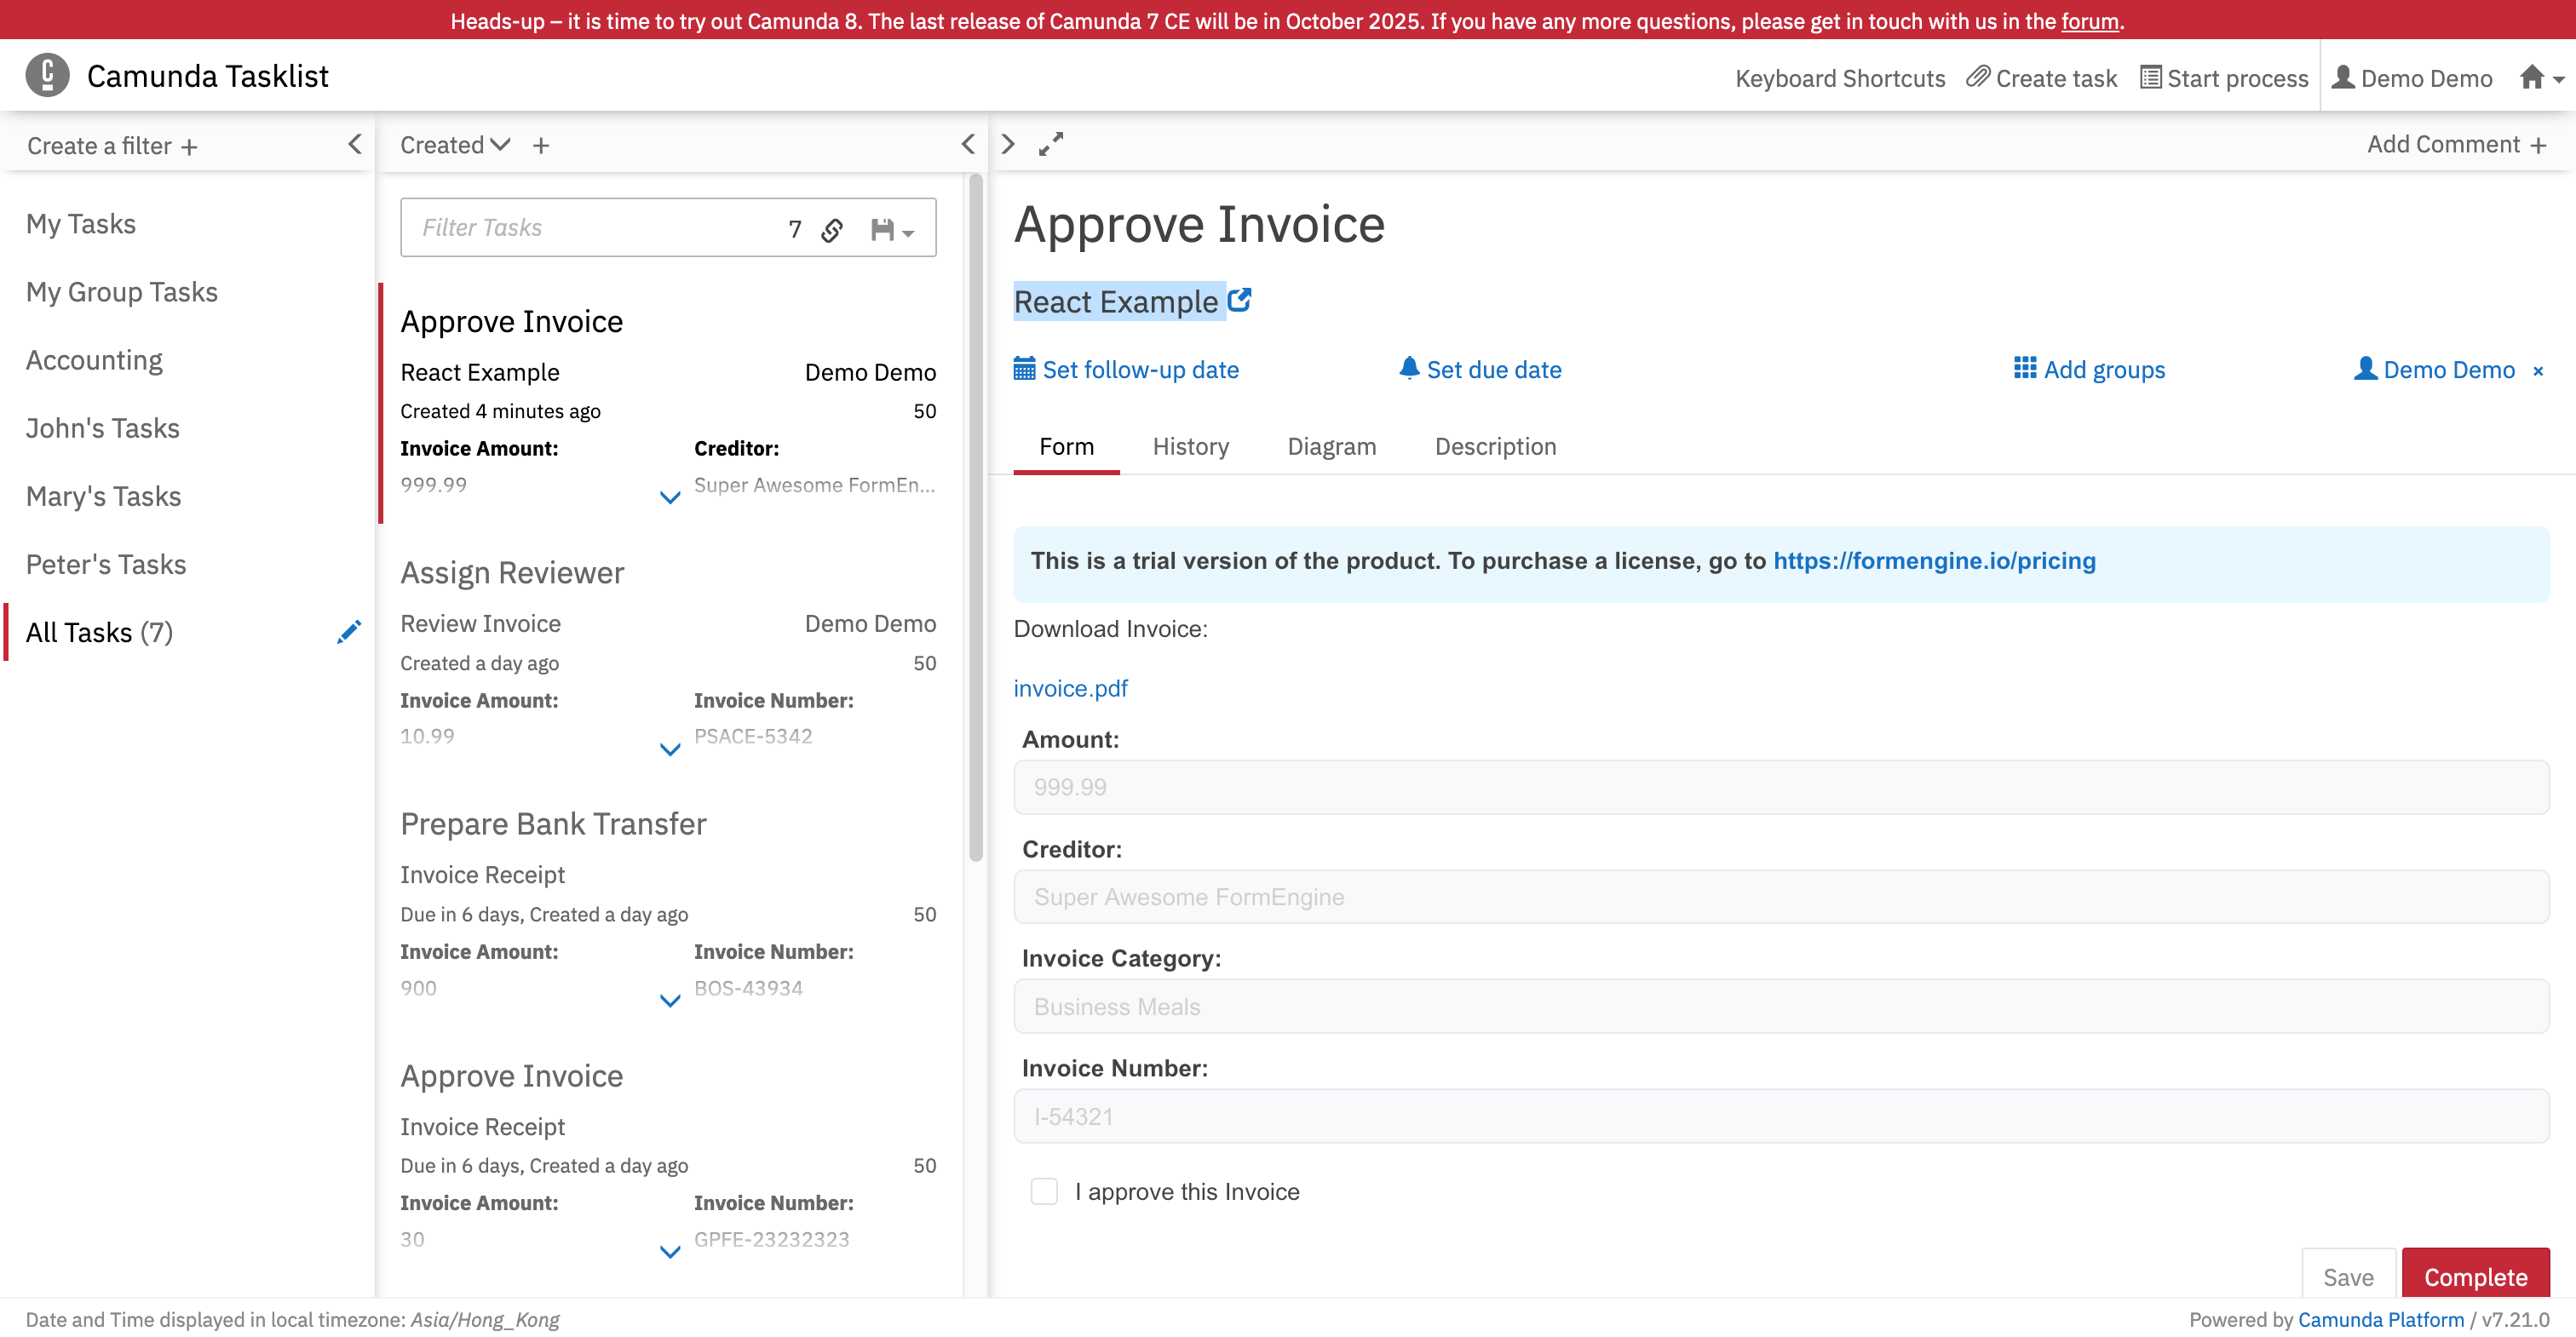 Heads-up – it is time to try out Camunda 8. The last release of Camunda 7 CE will be in October 2025. If you have any more questions, please get in touch with us in the forum.
Camunda Tasklist
Keyboard Shortcuts
Create task
Start process
Demo Demo
Create a filter +
Created
+
Add Comment +
My Tasks
My Group Tasks
Accounting
John's Tasks
Mary's Tasks
Peter's Tasks
All Tasks (7)
Filter Tasks 7
Approve Invoice
React Example Demo Demo
Created 4 minutes ago 50
Invoice Amount: Creditor:
999.99 Super Awesome FormEn...
Assign Reviewer
Review Invoice Demo Demo
Created a day ago 50
Invoice Amount: Invoice Number:
10.99 PSACE-5342
Prepare Bank Transfer
Invoice Receipt
Due in 6 days, Created a day ago 50
Invoice Amount: Invoice Number:
900 BOS-43934
Approve Invoice
Invoice Receipt
Due in 6 days, Created a day ago 50
Invoice Amount: Invoice Number:
30 GPFE-23232323
Approve Invoice
React Example
Set follow-up date
Set due date
Add groups
Demo Demo ×
Form History Diagram Description
This is a trial version of the product. To purchase a license, go to https://formengine.io/pricing
Download Invoice:
invoice.pdf
Amount:
999.99
Creditor:
Super Awesome FormEngine
Invoice Category:
Business Meals
Invoice Number:
I-54321
I approve this Invoice
Save Complete
Date and Time displayed in local timezone: Asia/Hong_Kong
Powered by Camunda Platform / v7.21.0